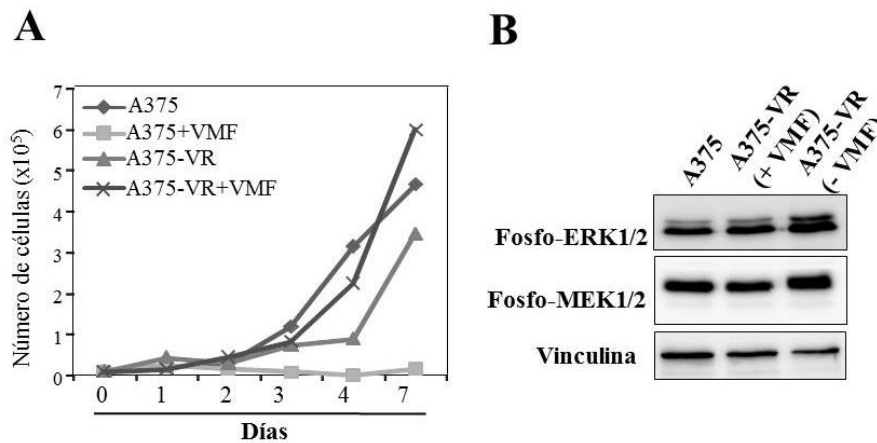 A
Número de células (x10⁵)
7
6
5
4
3
2
1
0
A375
A375+VMF
A375-VR
A375-VR+VMF
0 1 2 3 4 7
Días
B
A375
A375-VR
(+ VMF)
A375-VR
(- VMF)
Fosfo-ERK1/2
Fosfo-MEK1/2
Vinculina